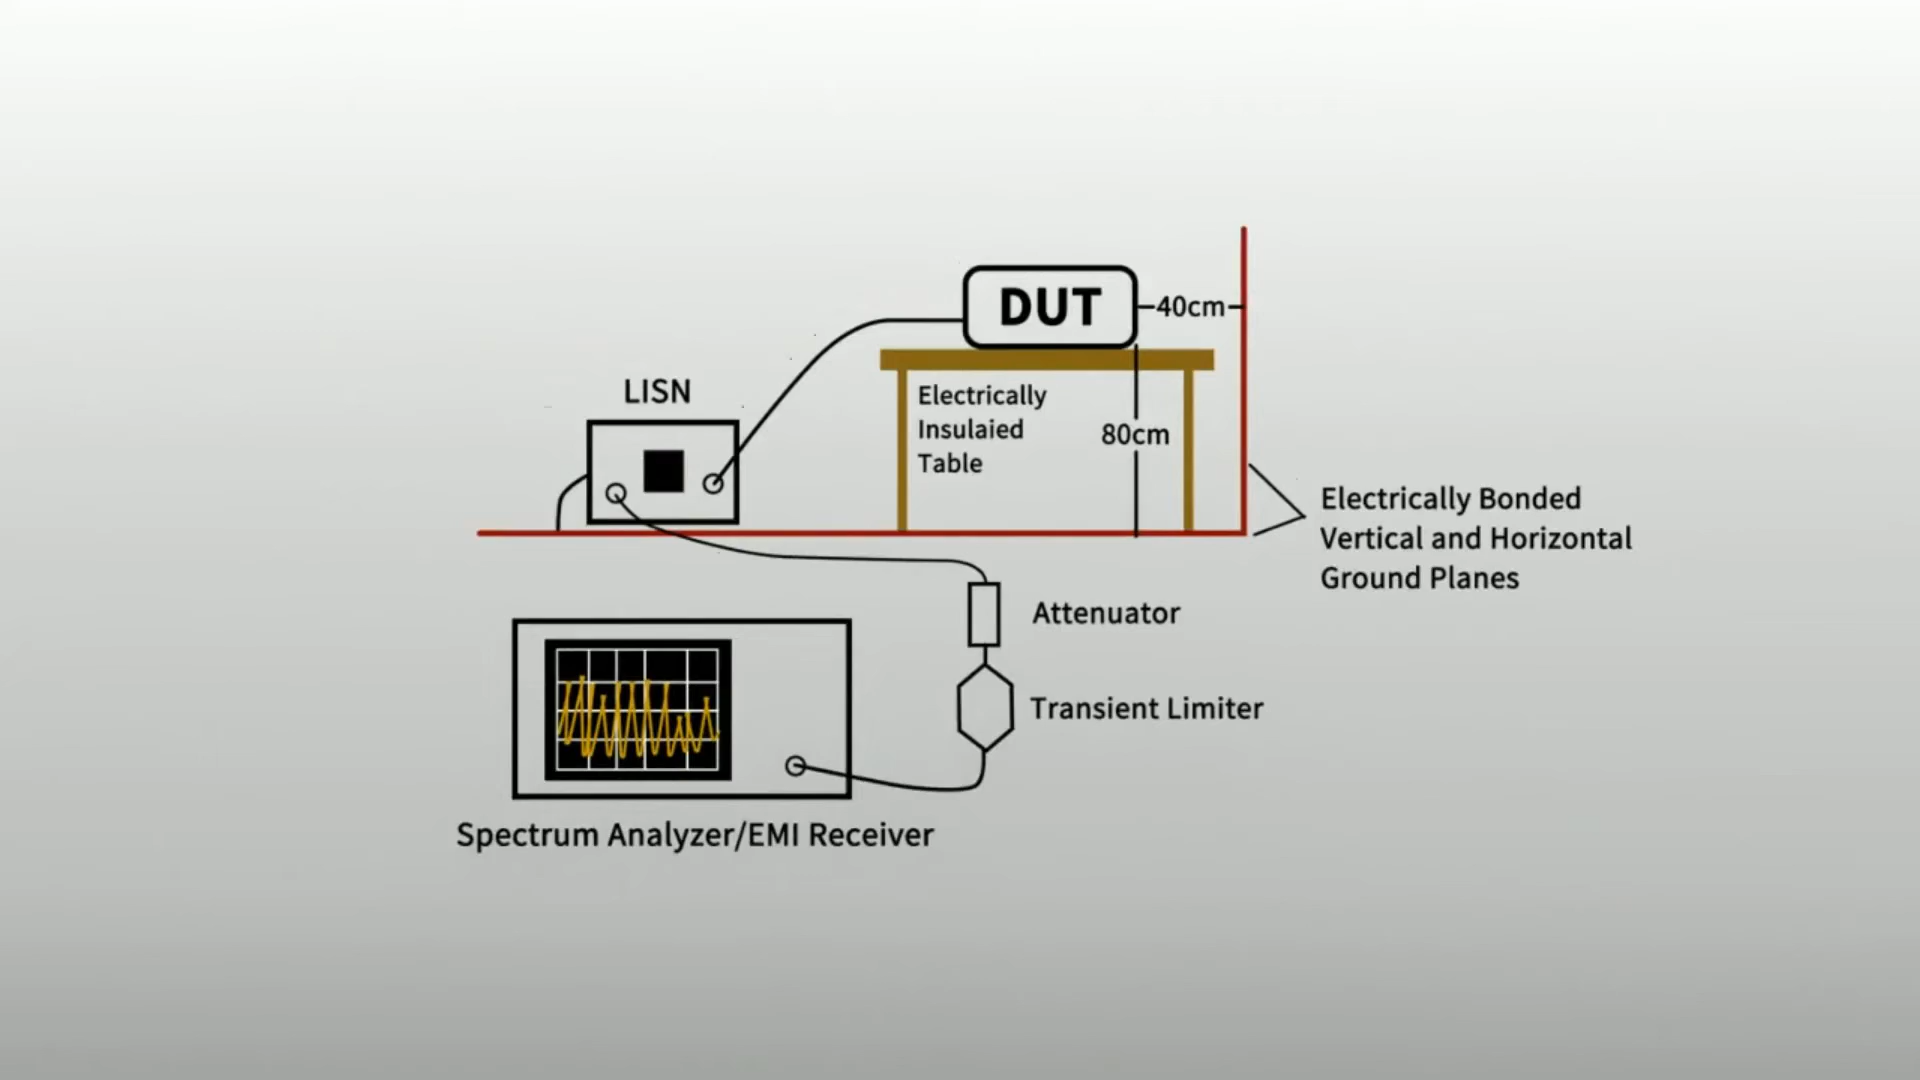 DUT
40cm
LISN
Electrically
Insulaied
Table
80cm
Electrically Bonded
Vertical and Horizontal
Ground Planes
Attenuator
Transient Limiter
Spectrum Analyzer/EMI Receiver